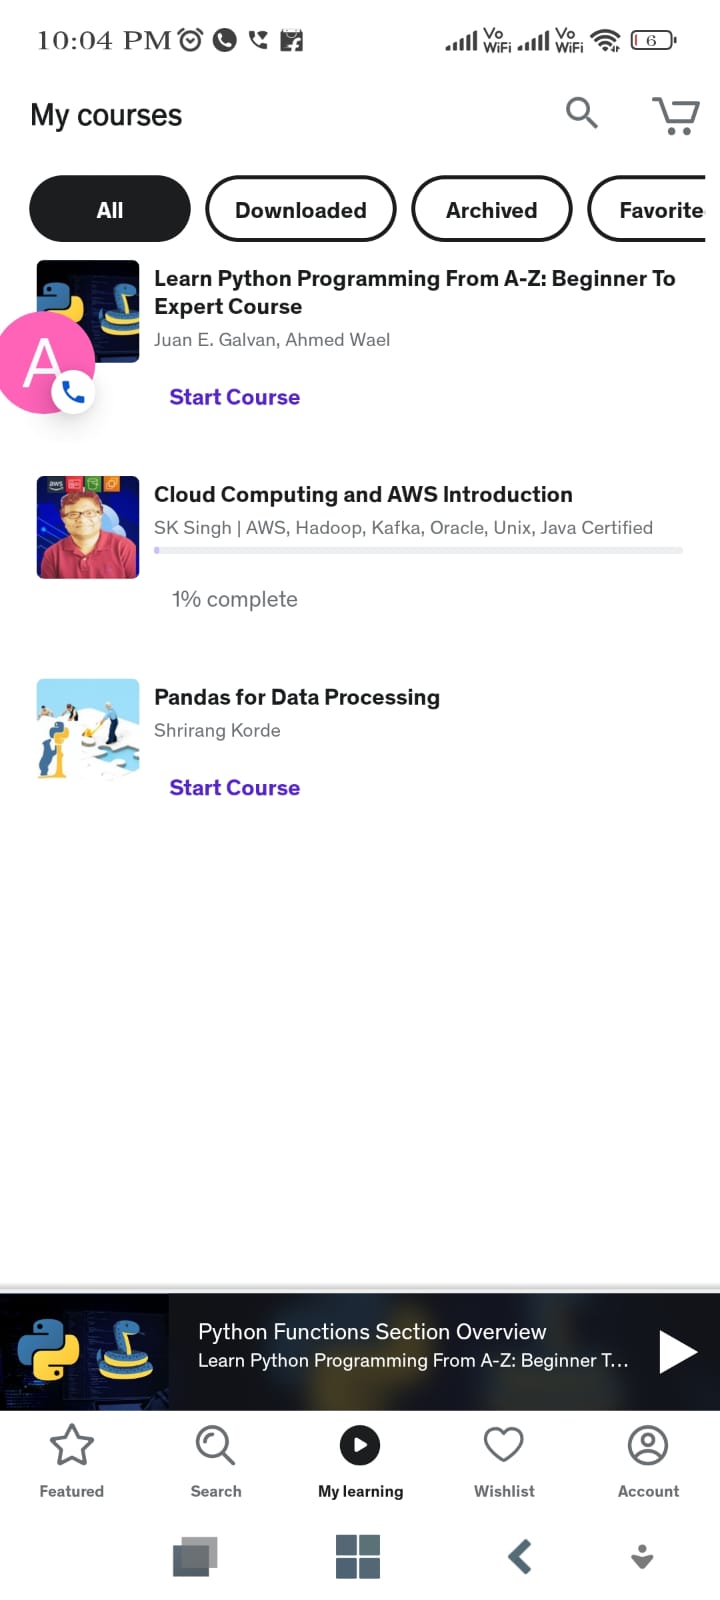 10:04 PM
Vo WiFi Vo WiFi 6
My courses
All Downloaded Archived Favorite
Learn Python Programming From A-Z: Beginner To
Expert Course
Juan E. Galvan, Ahmed Wael
A
Start Course
aws
Cloud Computing and AWS Introduction
SK Singh | AWS, Hadoop, Kafka, Oracle, Unix, Java Certified
1% complete
Pandas for Data Processing
Shrirang Korde
Start Course
Python Functions Section Overview
Learn Python Programming From A-Z: Beginner T...
Featured Search My learning Wishlist Account